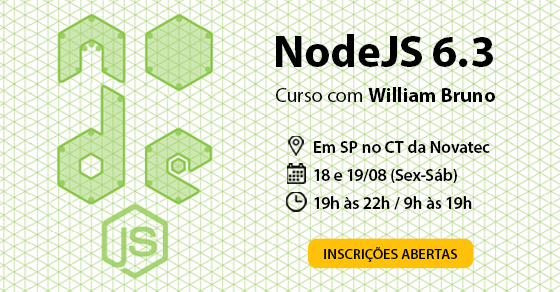 node
JS
NodeJS 6.3
Curso com William Bruno
Em SP no CT da Novatec
18 e 19/08 (Sex-Sáb)
19h às 22h / 9h às 19h
INSCRIÇÕES ABERTAS